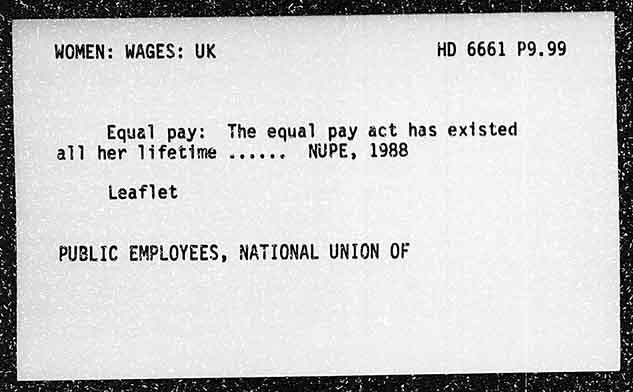 WOMEN: WAGES: UK HD 6661 P9.99
Equal pay: The equal pay act has existed
all her lifetime ...... NUPE, 1988
Leaflet
PUBLIC EMPLOYEES, NATIONAL UNION OF